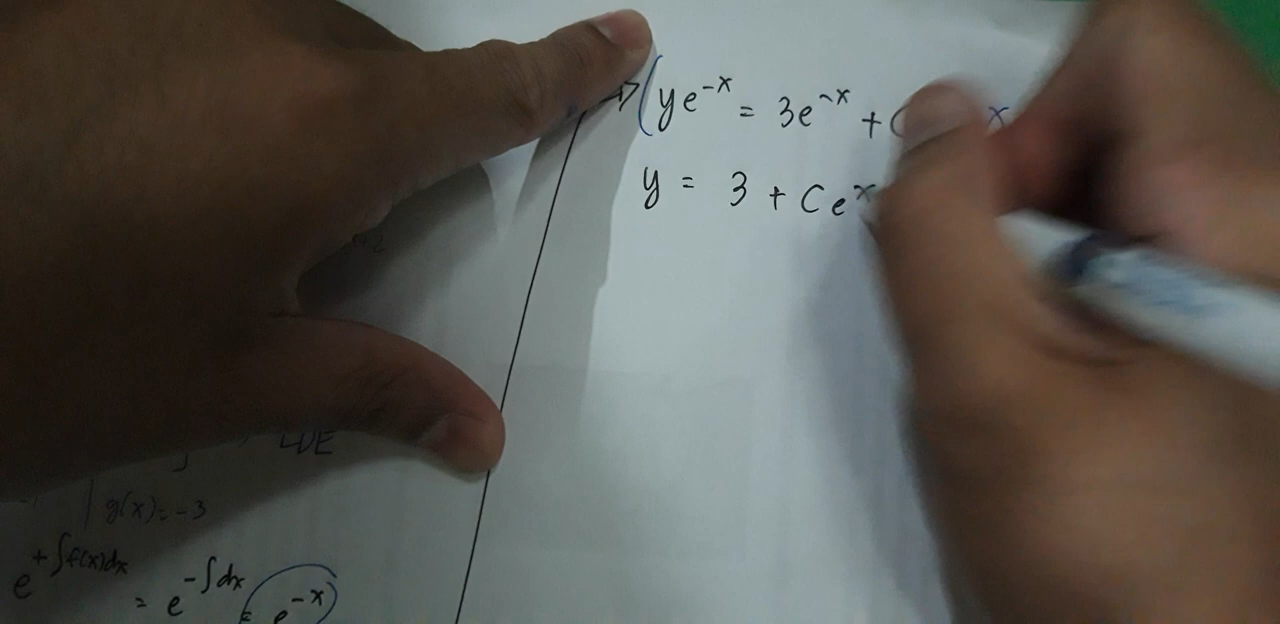 (ye^-x = 3e^-x + C x
y = 3 + Ce^x
LDE
g(x) = -3
e^+∫f(x)dx = e^-∫dx = e^-x